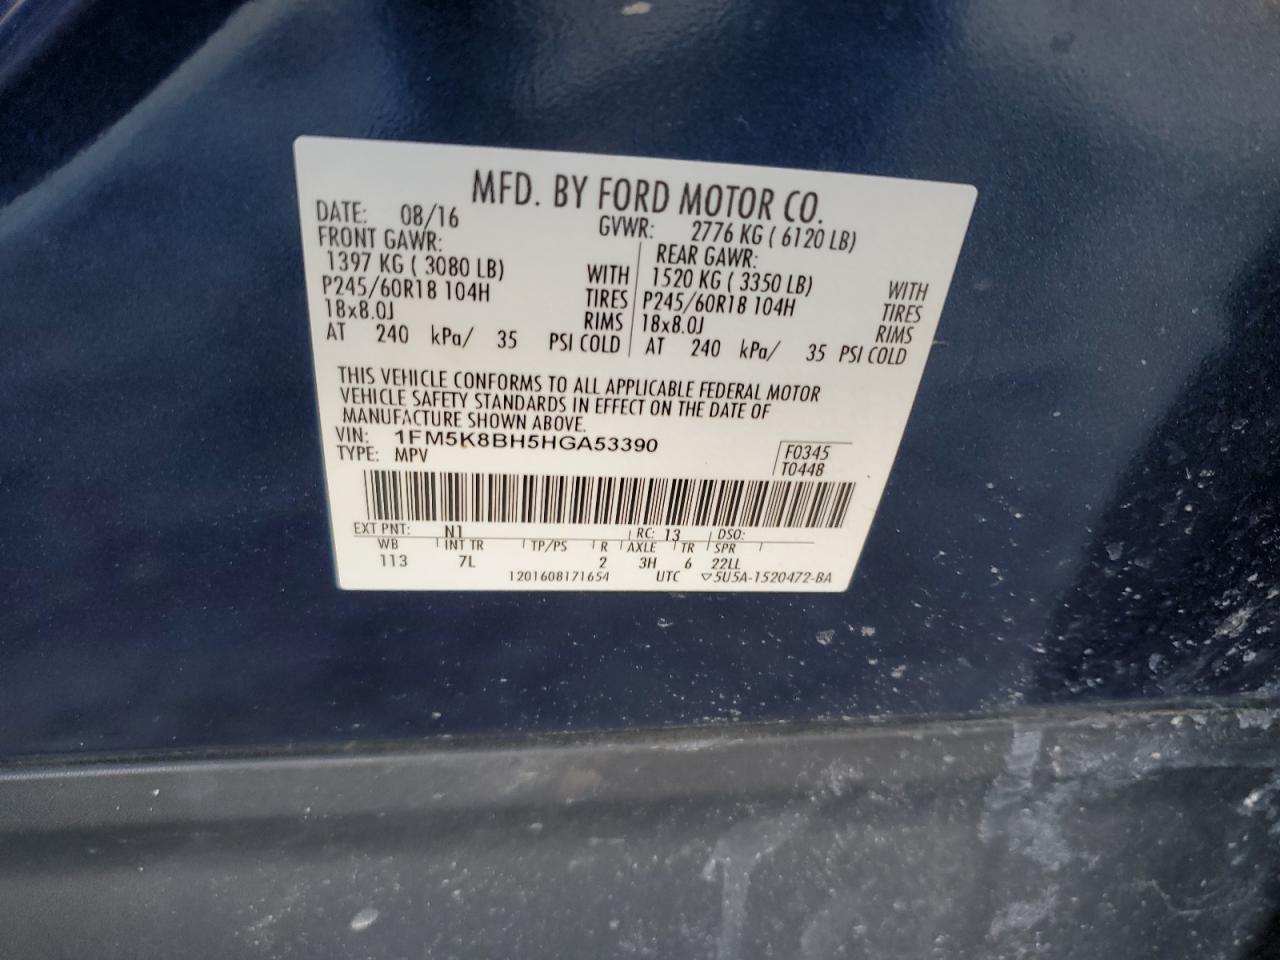 MFD. BY FORD MOTOR CO.
DATE: 08/16 GVWR: 2776 KG ( 6120 LB)
FRONT GAWR: REAR GAWR:
1397 KG ( 3080 LB) WITH 1520 KG ( 3350 LB) WITH
P245/60R18 104H TIRES P245/60R18 104H TIRES
18x8.0J RIMS 18x8.0J RIMS
AT 240 kPa/ 35 PSI COLD AT 240 kPa/ 35 PSI COLD
THIS VEHICLE CONFORMS TO ALL APPLICABLE FEDERAL MOTOR
VEHICLE SAFETY STANDARDS IN EFFECT ON THE DATE OF
MANUFACTURE SHOWN ABOVE.
VIN: 1FM5K8BH5HGA53390
TYPE: MPV F0345
T0448
EXT PNT: N1 RC: 13 DSO:
WB INT TR TP/PS R AXLE TR SPR
113 7L 2 3H 6 22LL
1201608171654 UTC ▽5U5A-1520472-BA